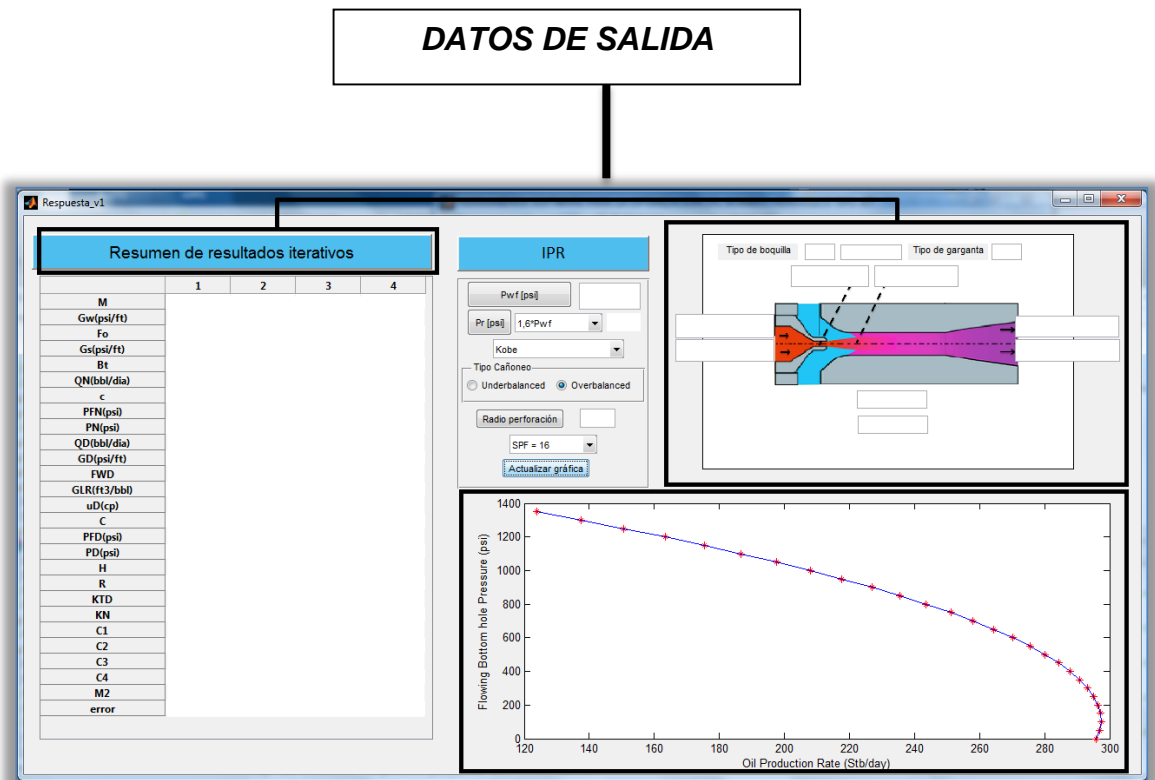 DATOS DE SALIDA
Respuesta_v1
Resumen de resultados iterativos
1 2 3 4
M
Gw(psi/ft)
Fo
Gs(psi/ft)
Bt
QN(bbl/dia)
c
PFN(psi)
PN(psi)
QD(bbl/dia)
GD(psi/ft)
FWD
GLR(ft3/bbl)
uD(cp)
C
PFD(psi)
PD(psi)
H
R
KTD
KN
C1
C2
C3
C4
M2
error
IPR
Pwf [psi]
Pr [psi] 1,6*Pwf
Kobe
Tipo Cañoneo
Underbalanced Overbalanced
Radio perforación
SPF = 16
Actualizar gráfica
Tipo de boquilla Tipo de garganta
Flowing Bottom hole Pressure (psi)
1400
1200
1000
800
600
400
200
0
120 140 160 180 200 220 240 260 280 300
Oil Production Rate (Stb/day)